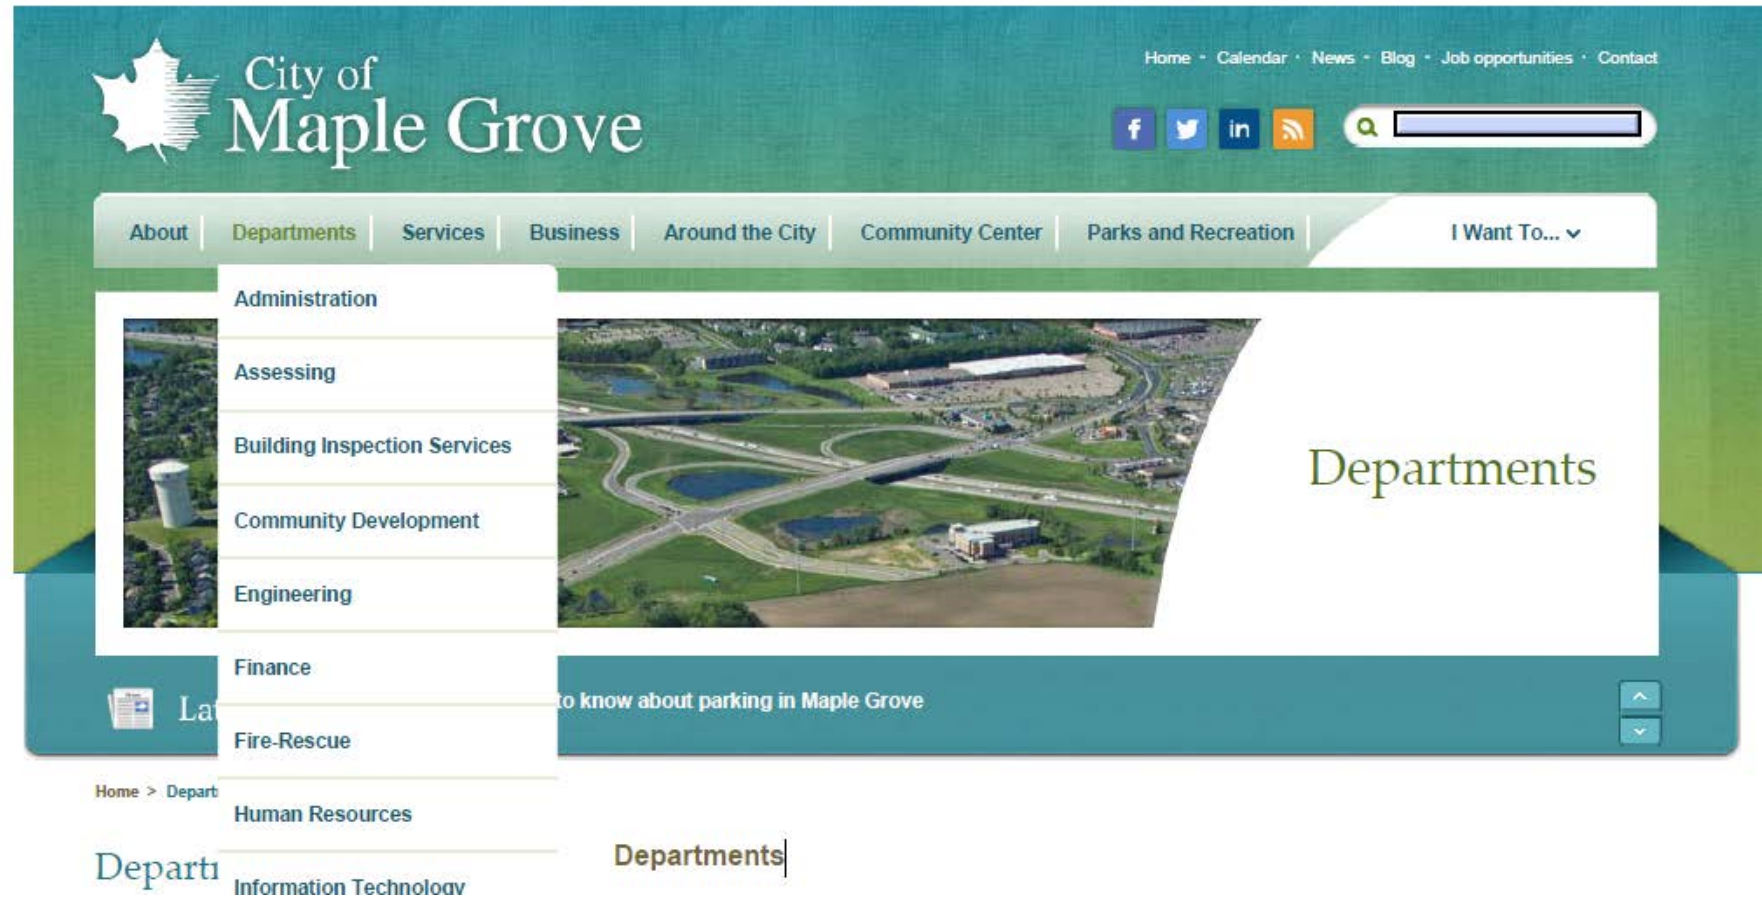 City of
Maple Grove
Home · Calendar · News · Blog · Job opportunities · Contact
f in
About Departments Services Business Around the City Community Center Parks and Recreation I Want To...
Administration
Assessing
Building Inspection Services
Community Development
Engineering
Finance
Fire-Rescue
Human Resources
Information Technology
Departments
to know about parking in Maple Grove
Home >
Departments